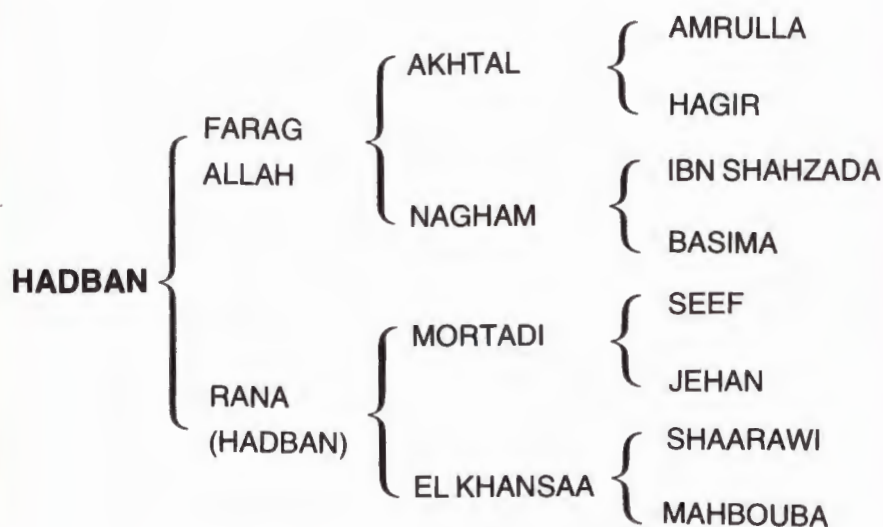 AMRULLA
AKHTAL
HAGIR
FARAG
ALLAH
IBN SHAHZADA
NAGHAM
BASIMA
HADBAN
SEEF
MORTADI
JEHAN
RANA
(HADBAN)
SHAARAWI
EL KHANSAA
MAHBOUBA